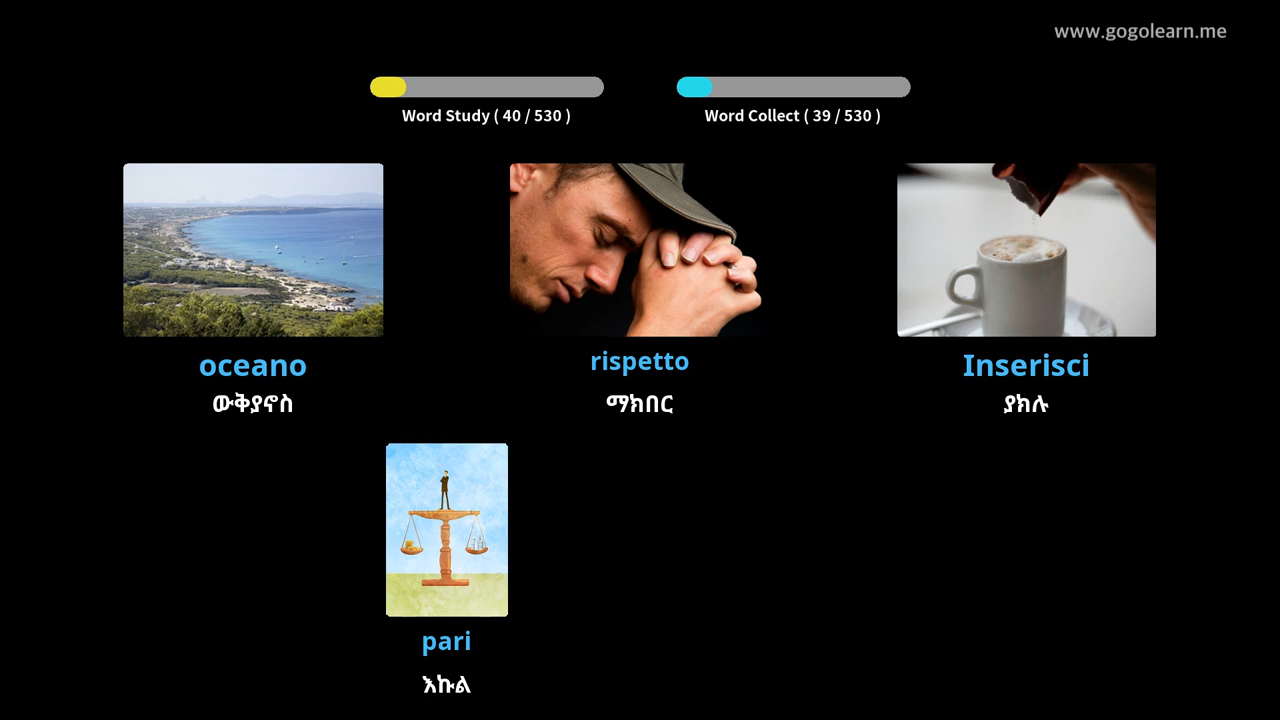 www.gogolearn.me
Word Study ( 40 / 530 )
Word Collect ( 39 / 530 )
oceano
ውቅያኖስ
rispetto
ማክበር
Inserisci
ያክሉ
pari
እኩል